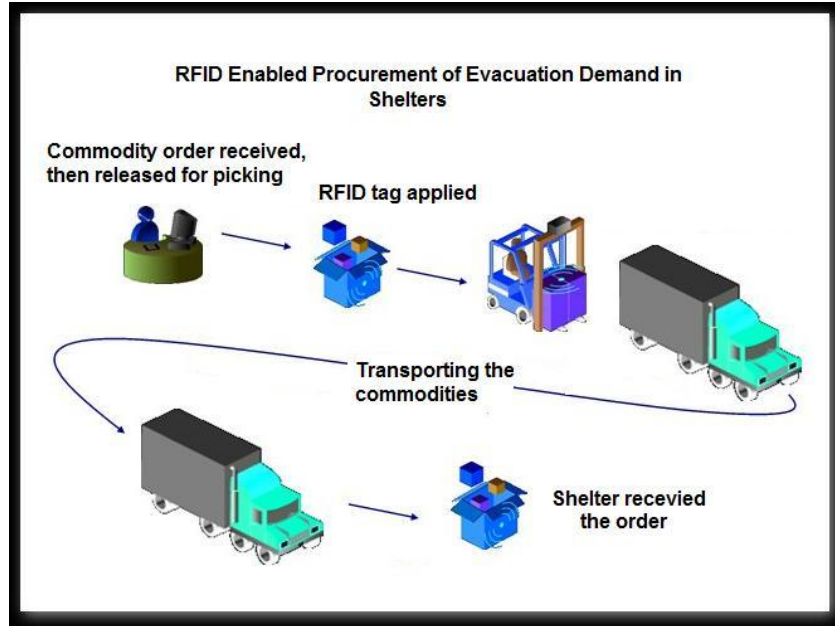 RFID Enabled Procurement of Evacuation Demand in
Shelters
Commodity order received,
then released for picking
RFID tag applied
Transporting the
commodities
Shelter recevied
the order